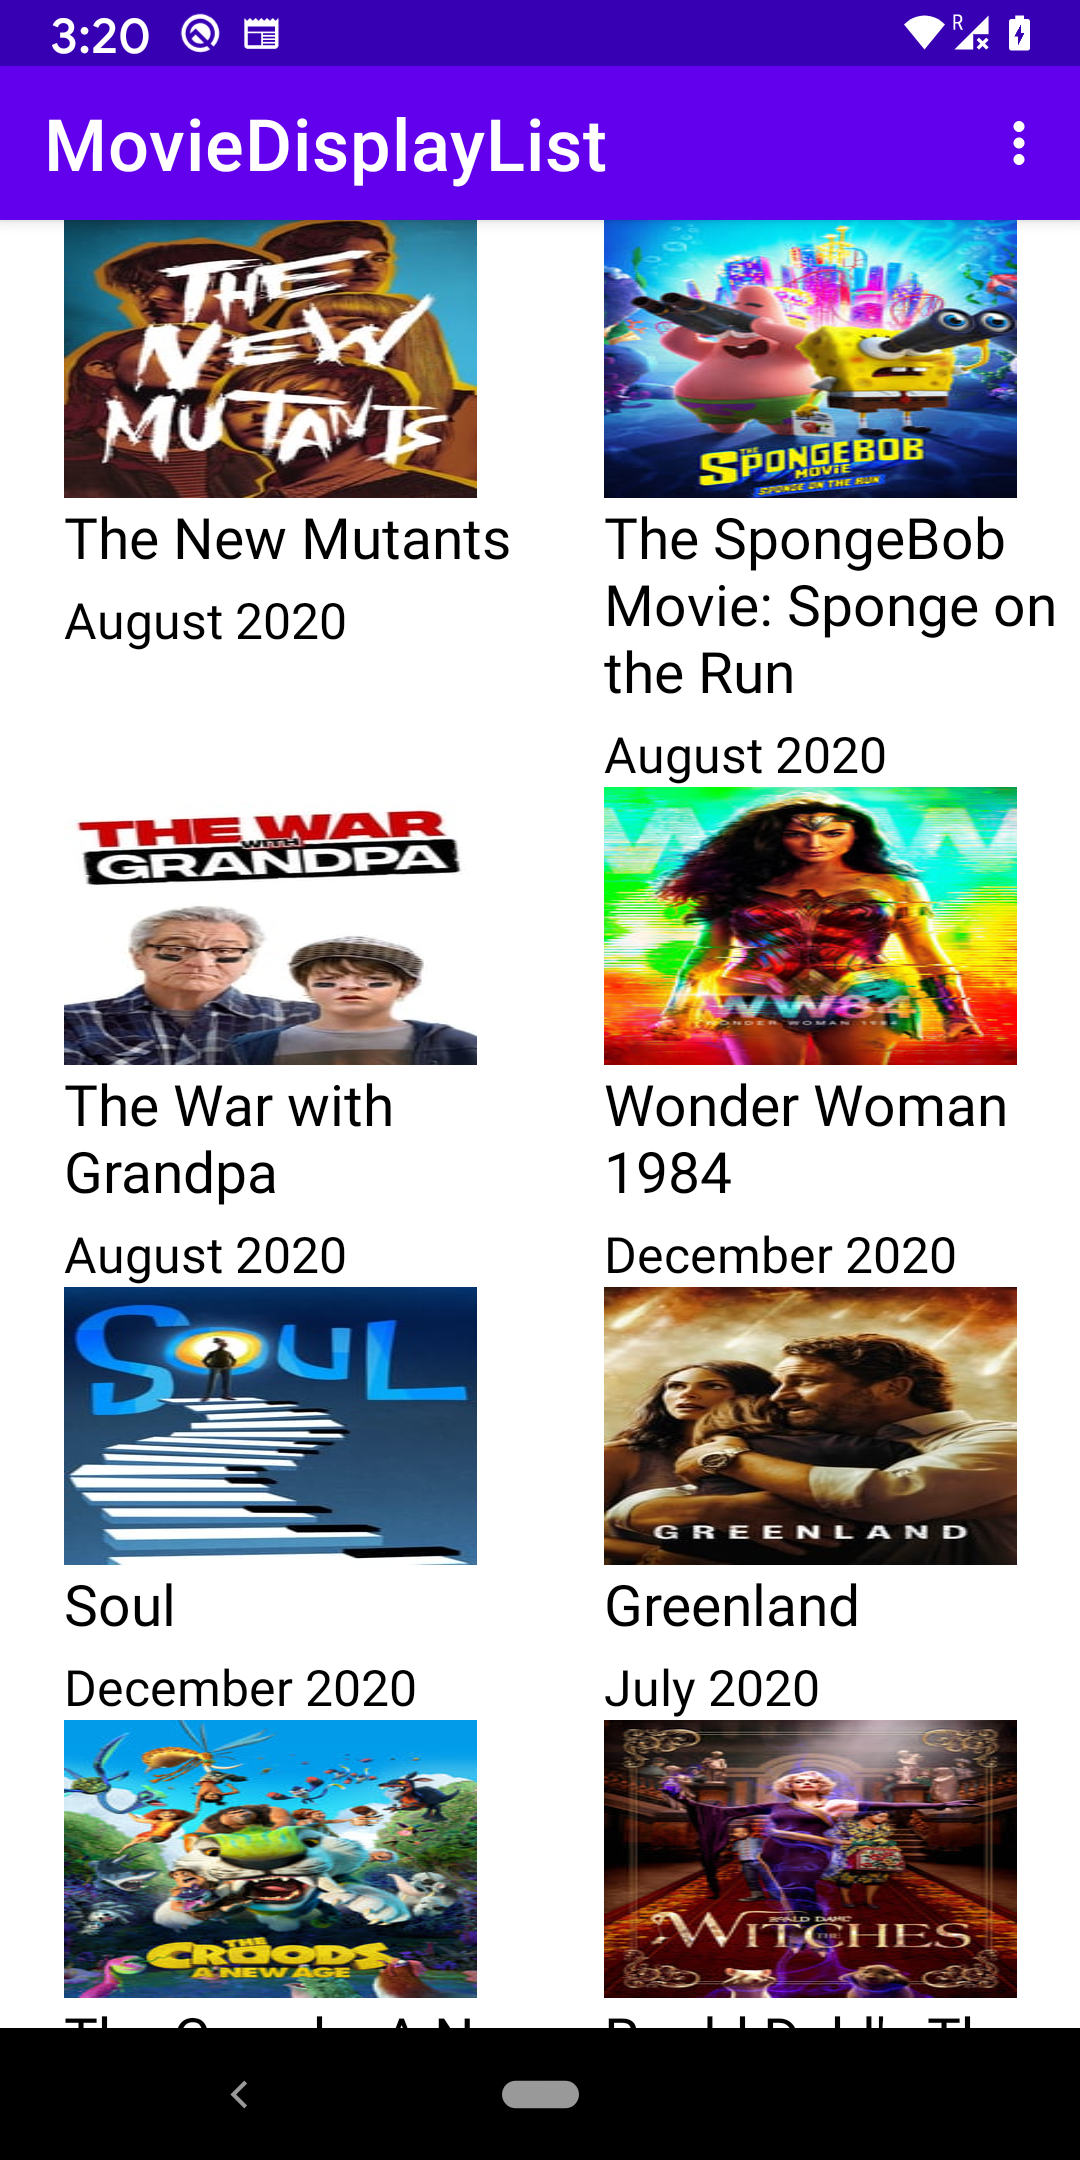 3:20
R
MovieDisplayList
THE
NEW
MUTANTS
THE
SPONGEBOB
MOVIE
SPONGE ON THE RUN
The New Mutants
August 2020
The SpongeBob
Movie: Sponge on
the Run
August 2020
THE WAR
WITH
GRANDPA
WW84
WONDER WOMAN 1984
The War with
Grandpa
August 2020
Wonder Woman
1984
December 2020
SOUL
GREENLAND
Soul
December 2020
Greenland
July 2020
THE
CROODS
A NEW AGE
ROALD DAHL'S
THE
WITCHES